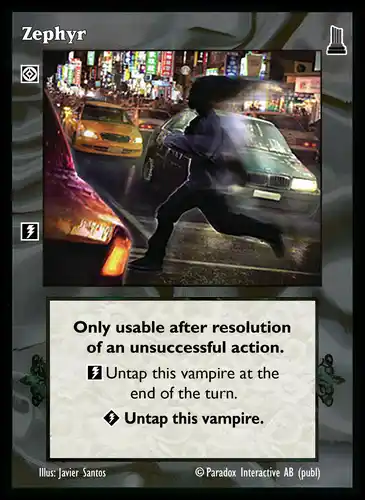 Zephyr
Only usable after resolution
of an unsuccessful action.
Untap this vampire at the
end of the turn.
Untap this vampire.
Illus: Javier Santos
© Paradox Interactive AB (publ)